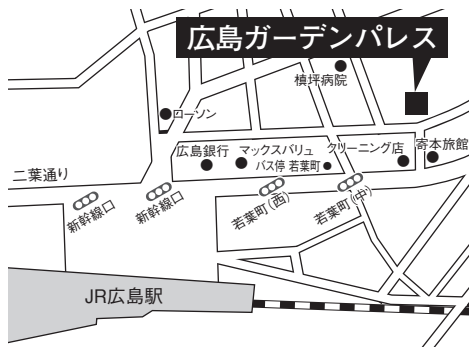 広島ガーデンパレス
槙坪病院
ローソン
広島銀行
マックスバリュ
クリーニング店
寄本旅館
バス停 若葉町
二葉通り
新幹線口
新幹線口
若葉町(西)
若葉町(中)
JR広島駅